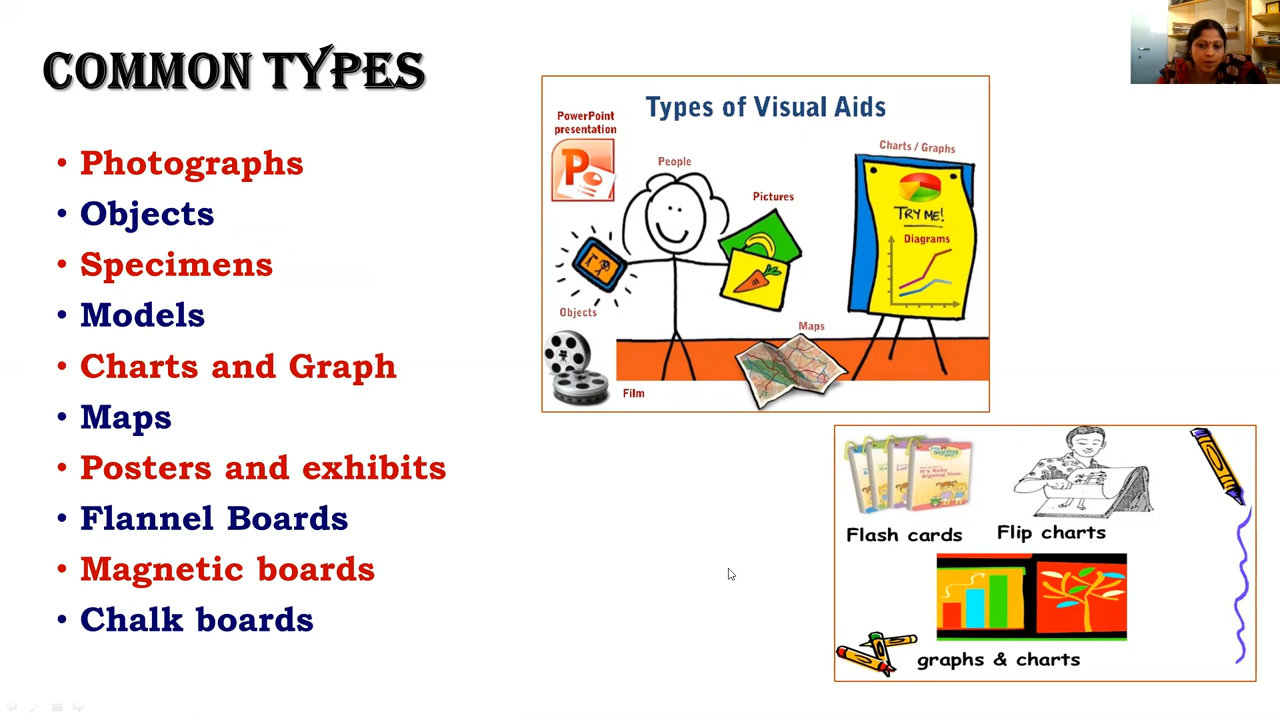 COMMON TYPES
• Photographs
• Objects
• Specimens
• Models
• Charts and Graph
• Maps
• Posters and exhibits
• Flannel Boards
• Magnetic boards
• Chalk boards
Types of Visual Aids
PowerPoint
presentation
P
People
Pictures
Charts / Graphs
TRY ME!
Diagrams
Objects
Maps
Film
Flash cards
Flip charts
graphs & charts